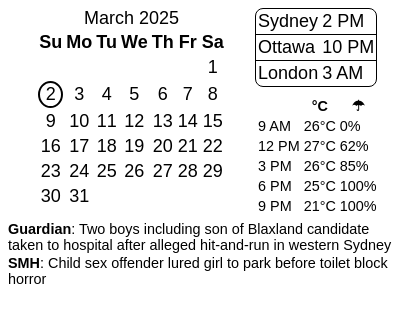 March 2025
Su Mo Tu We Th Fr Sa
1
2 3 4 5 6 7 8
9 10 11 12 13 14 15
16 17 18 19 20 21 22
23 24 25 26 27 28 29
30 31
Sydney 2 PM
Ottawa 10 PM
London 3 AM
°C ☂
9 AM 26°C 0%
12 PM 27°C 62%
3 PM 26°C 85%
6 PM 25°C 100%
9 PM 21°C 100%
Guardian: Two boys including son of Blaxland candidate
taken to hospital after alleged hit-and-run in western Sydney
SMH: Child sex offender lured girl to park before toilet block
horror